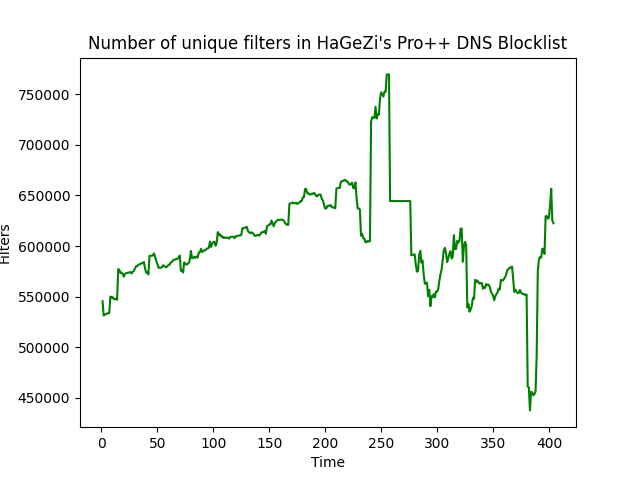 Number of unique filters in HaGeZi's Pro++ DNS Blocklist
750000
700000
650000
600000
550000
500000
450000
Filters
0 50 100 150 200 250 300 350 400
Time